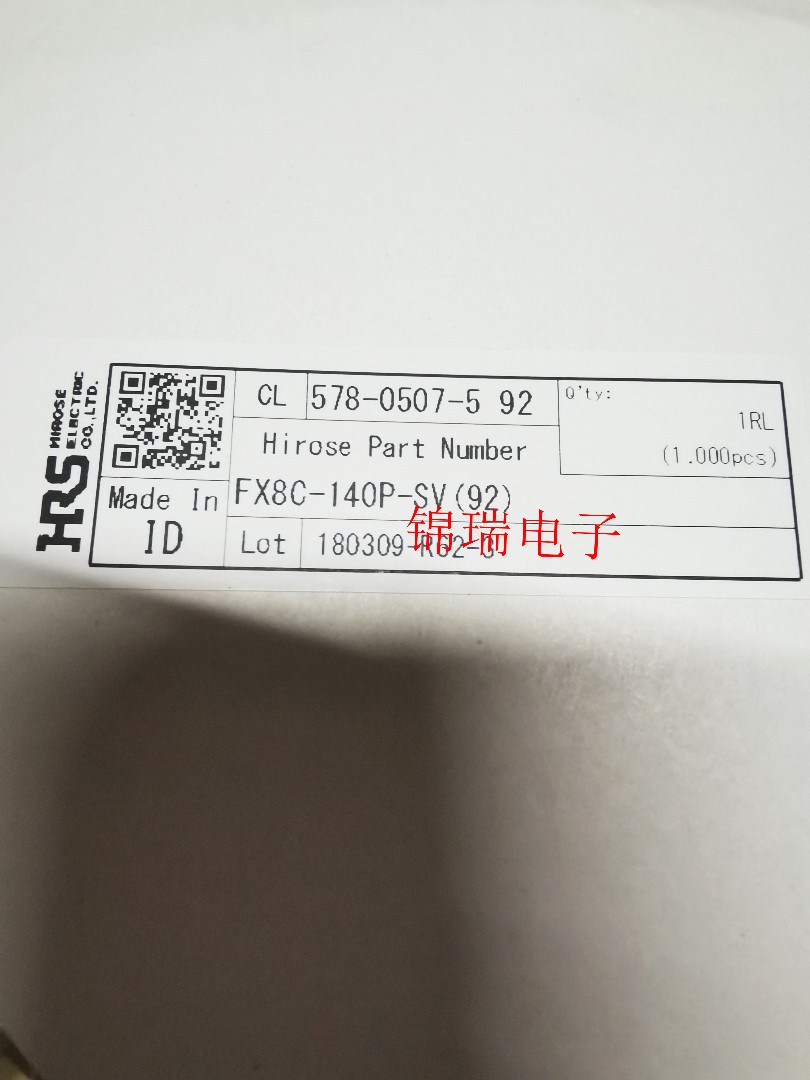 HRS
HIROSE
ELECTRIC
CO.,LTD.
CL 578-0507-5 92
Q'ty:
1RL
(1.000pcs)
Hirose Part Number
FX8C-140P-SV(92)
Made In
ID
Lot 180309-R62-
锦瑞电子